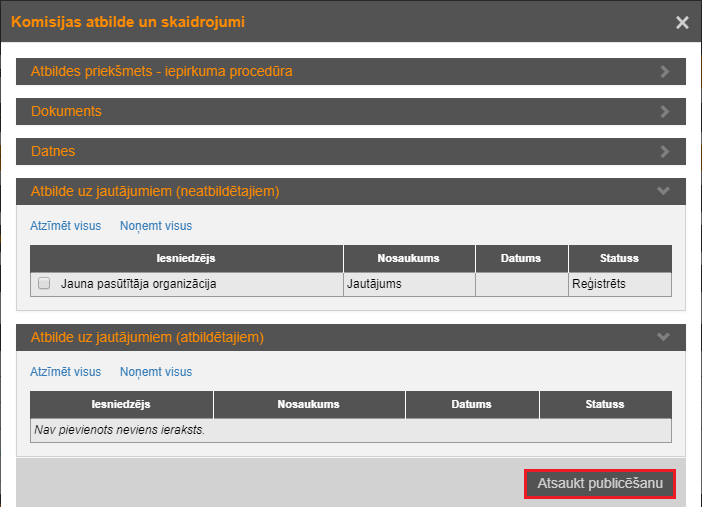 Komisijas atbilde un skaidrojumi
Atbildes priekšmets - iepirkuma procedūra
Dokuments
Datnes
Atbilde uz jautājumiem (neatbildētajiem)
Atzīmēt visus Noņemt visus
Iesniedzējs Nosaukums Datums Statuss
Jauna pasūtītāja organizācija Jautājums Reģistrēts
Atbilde uz jautājumiem (atbildētajiem)
Atzīmēt visus Noņemt visus
Iesniedzējs Nosaukums Datums Statuss
Nav pievienots neviens ieraksts.
Atsaukt publicēšanu